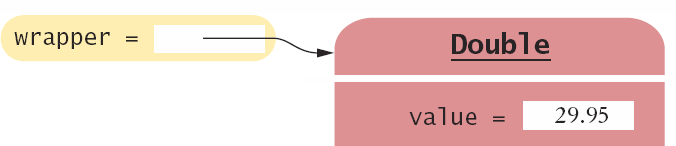 wrapper =
Double
value = 29.95